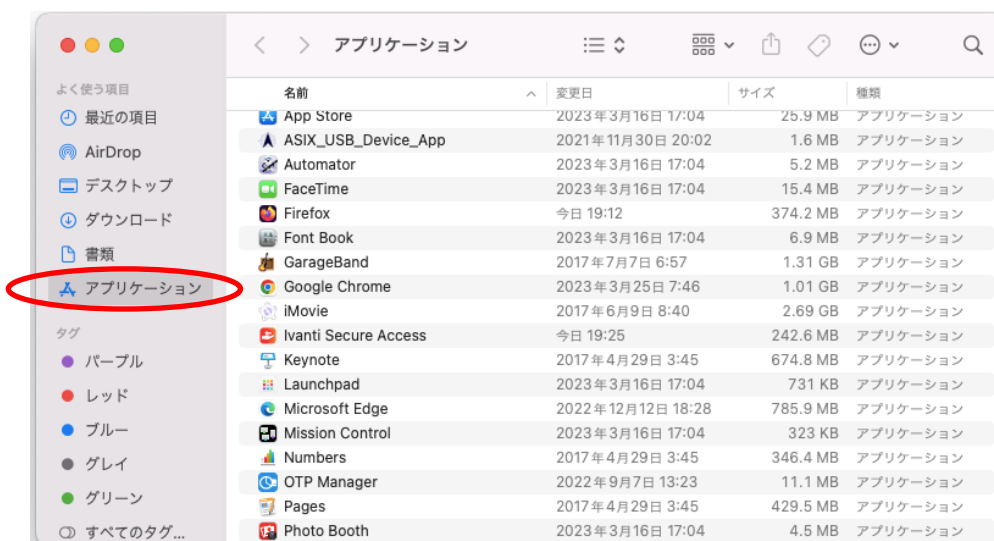 アプリケーション
よく使う項目
最近の項目
AirDrop
デスクトップ
ダウンロード
書類
アプリケーション
タグ
パープル
レッド
ブルー
グレイ
グリーン
すべてのタグ...
名前 変更日 サイズ 種類
App Store 2023年3月16日 17:04 25.9 MB アプリケーション
ASIX_USB_Device_App 2021年11月30日 20:02 1.6 MB アプリケーション
Automator 2023年3月16日 17:04 5.2 MB アプリケーション
FaceTime 2023年3月16日 17:04 15.4 MB アプリケーション
Firefox 今日 19:12 374.2 MB アプリケーション
Font Book 2023年3月16日 17:04 6.9 MB アプリケーション
GarageBand 2017年7月7日 6:57 1.31 GB アプリケーション
Google Chrome 2023年3月25日 7:46 1.01 GB アプリケーション
iMovie 2017年6月9日 8:40 2.69 GB アプリケーション
Ivanti Secure Access 今日 19:25 242.6 MB アプリケーション
Keynote 2017年4月29日 3:45 674.8 MB アプリケーション
Launchpad 2023年3月16日 17:04 731 KB アプリケーション
Microsoft Edge 2022年12月12日 18:28 785.9 MB アプリケーション
Mission Control 2023年3月16日 17:04 323 KB アプリケーション
Numbers 2017年4月29日 3:45 346.4 MB アプリケーション
OTP Manager 2022年9月7日 13:23 11.1 MB アプリケーション
Pages 2017年4月29日 3:45 429.5 MB アプリケーション
Photo Booth 2023年3月16日 17:04 4.5 MB アプリケーション